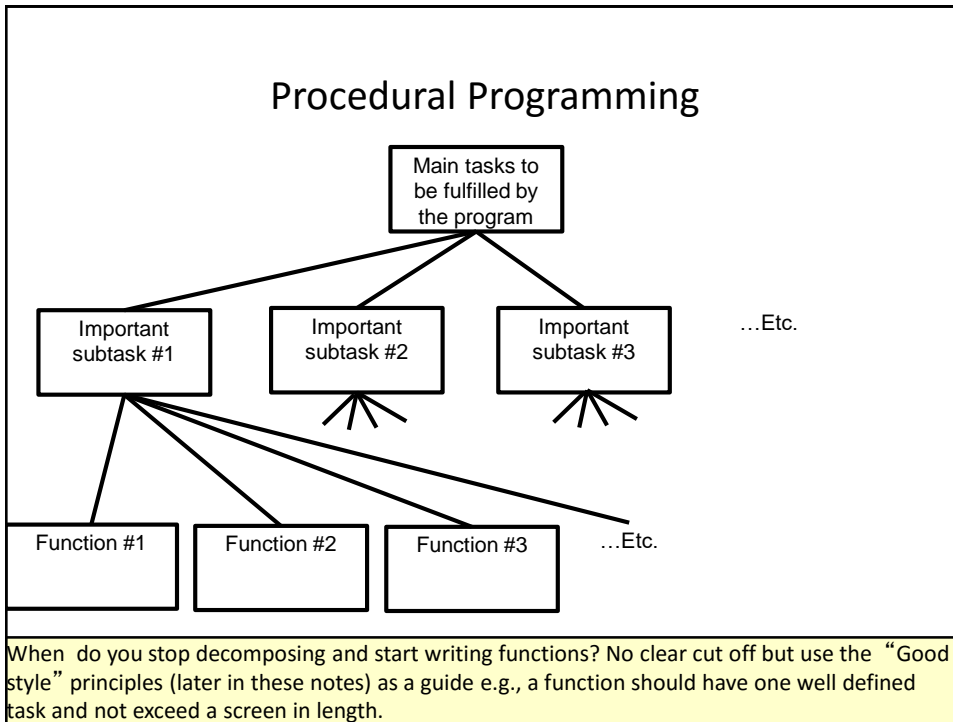 Procedural Programming
Main tasks to
be fulfilled by
the program
Important
subtask #1
Important
subtask #2
Important
subtask #3
…Etc.
Function #1
Function #2
Function #3
…Etc.
When  do you stop decomposing and start writing functions? No clear cut off but use the “Good
style” principles (later in these notes) as a guide e.g., a function should have one well defined
task and not exceed a screen in length.